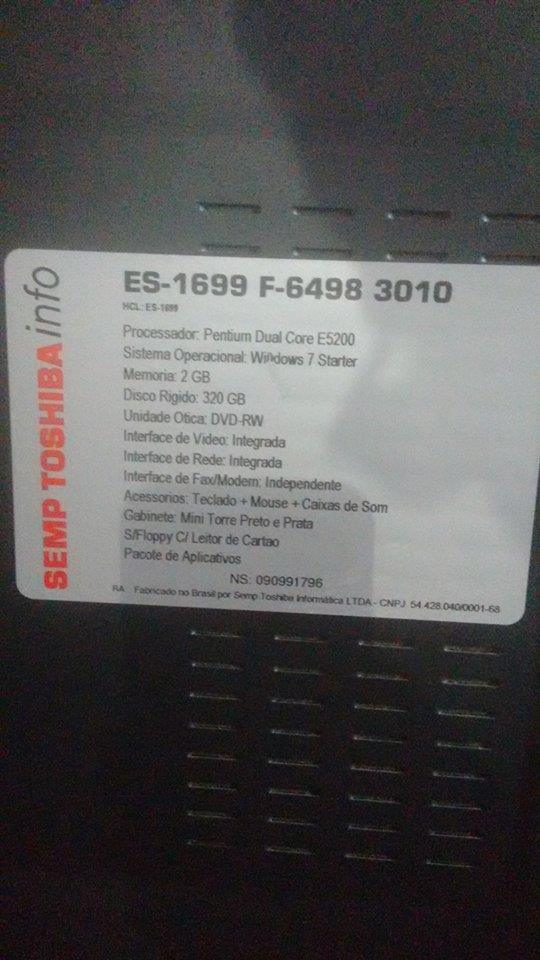 SEMP TOSHIBA info
ES-1699 F-6498 3010
HCL: ES-1699
Processador: Pentium Dual Core E5200
Sistema Operacional: Windows 7 Starter
Memoria: 2 GB
Disco Rigido: 320 GB
Unidade Otica: DVD-RW
Interface de Video: Integrada
Interface de Rede: Integrada
Interface de Fax/Modem: Independente
Acessorios: Teclado + Mouse + Caixas de Som
Gabinete: Mini Torre Preto e Prata
S/Floppy C/ Leitor de Cartao
Pacote de Aplicativos
NS: 090991796
RA Fabricado no Brasil por Semp Toshiba Informática LTDA - CNPJ 54.428.040/0001-68